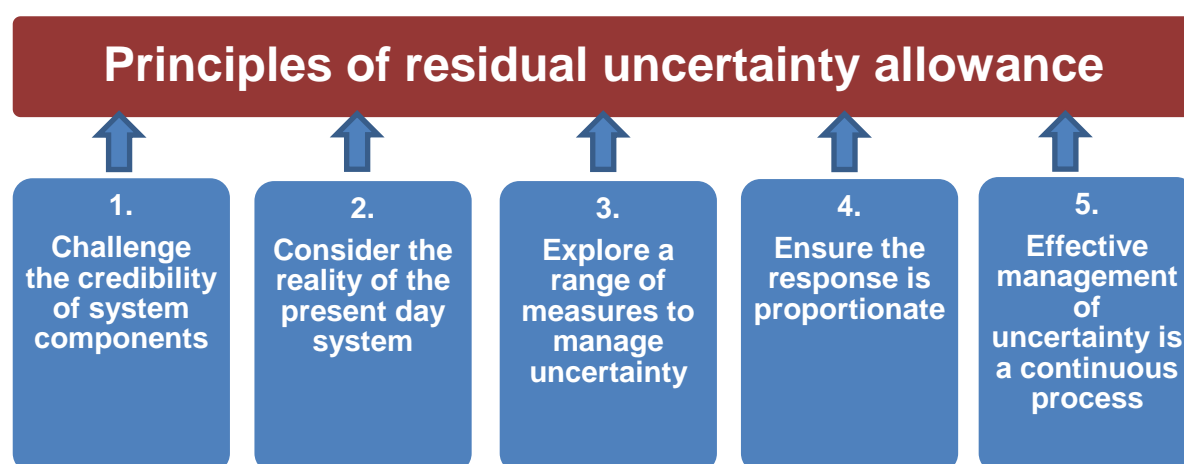 Principles of residual uncertainty allowance
1.
Challenge
the credibility
of system
components
2.
Consider the
reality of the
present day
system
3.
Explore a
range of
measures to
manage
uncertainty
4.
Ensure the
response is
proportionate
5.
Effective
management
of
uncertainty is
a continuous
process